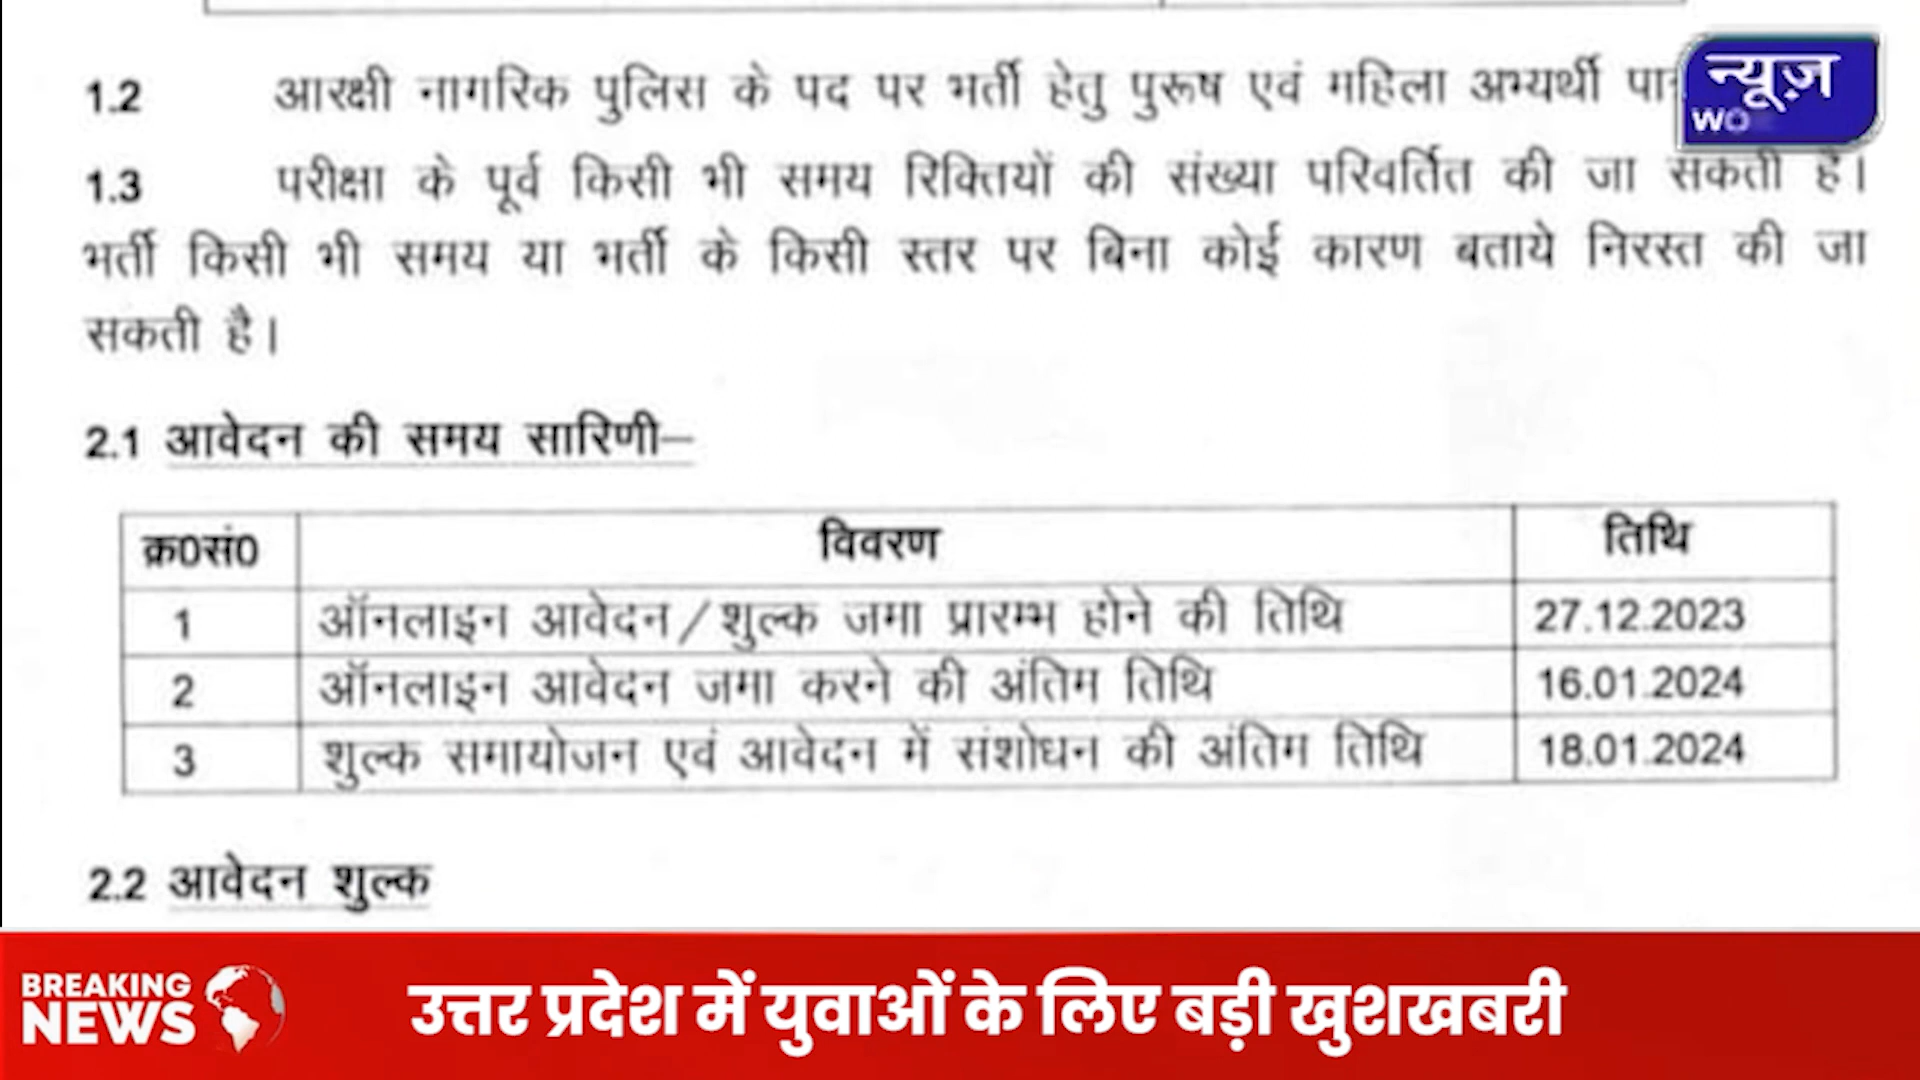 1.2 आरक्षी नागरिक पुलिस के पद पर भर्ती हेतु पुरूष एवं महिला अभ्यर्थी
न्यूज़
1.3 परीक्षा के पूर्व किसी भी समय रिक्तियों की संख्या परिवर्तित की जा सकती है।
भर्ती किसी भी समय या भर्ती के किसी स्तर पर बिना कोई कारण बताये निरस्त की जा
सकती है।
2.1 आवेदन की समय सारिणी–
क्र0सं0 विवरण तिथि
1 ऑनलाइन आवेदन/शुल्क जमा प्रारम्भ होने की तिथि 27.12.2023
2 ऑनलाइन आवेदन जमा करने की अंतिम तिथि 16.01.2024
3 शुल्क समायोजन एवं आवेदन में संशोधन की अंतिम तिथि 18.01.2024
2.2 आवेदन शुल्क
BREAKING
NEWS
उत्तर प्रदेश में युवाओं के लिए बड़ी खुशखबरी